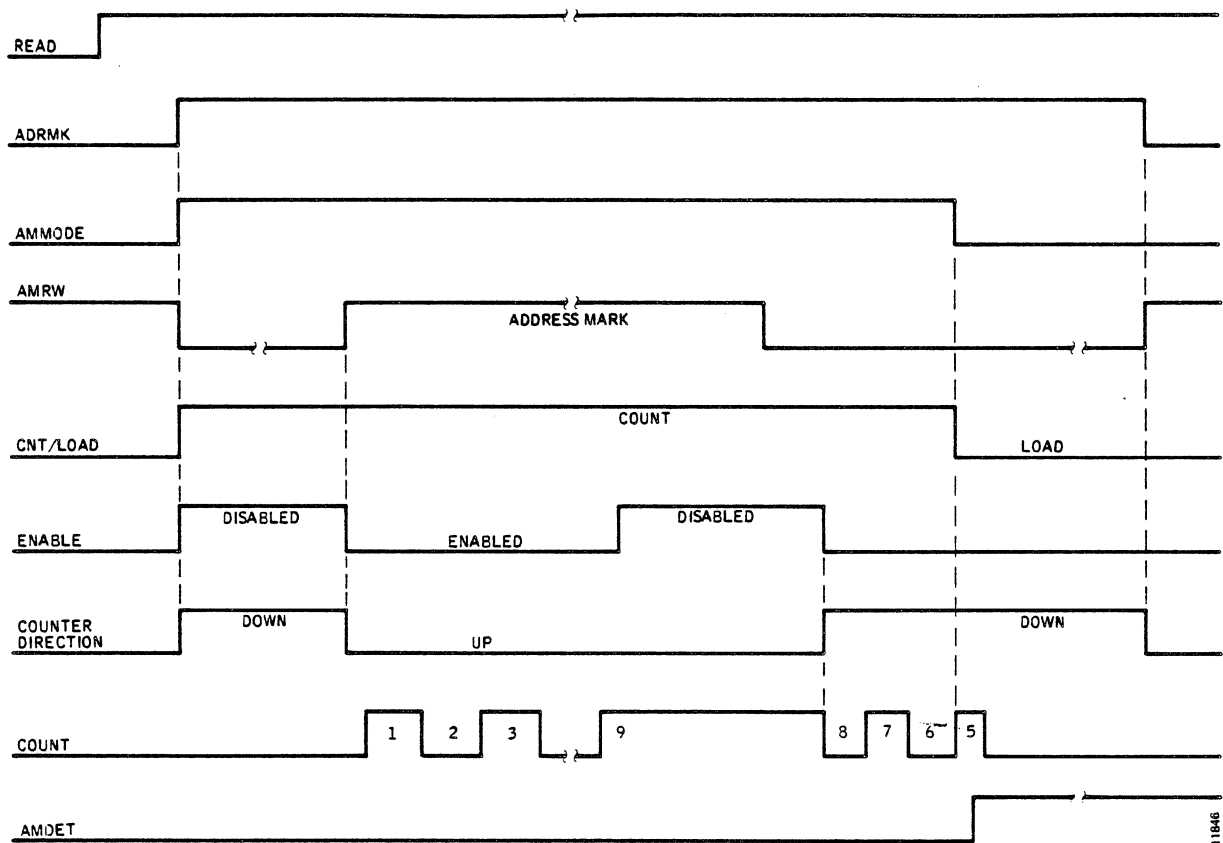 READ
ADRMK
AMMODE
AMRW
ADDRESS MARK
CNT/LOAD
COUNT
LOAD
ENABLE
DISABLED
ENABLED
DISABLED
COUNTER
DIRECTION
DOWN
UP
DOWN
COUNT
1 2 3 9 8 7 6 5
AMDET
11846